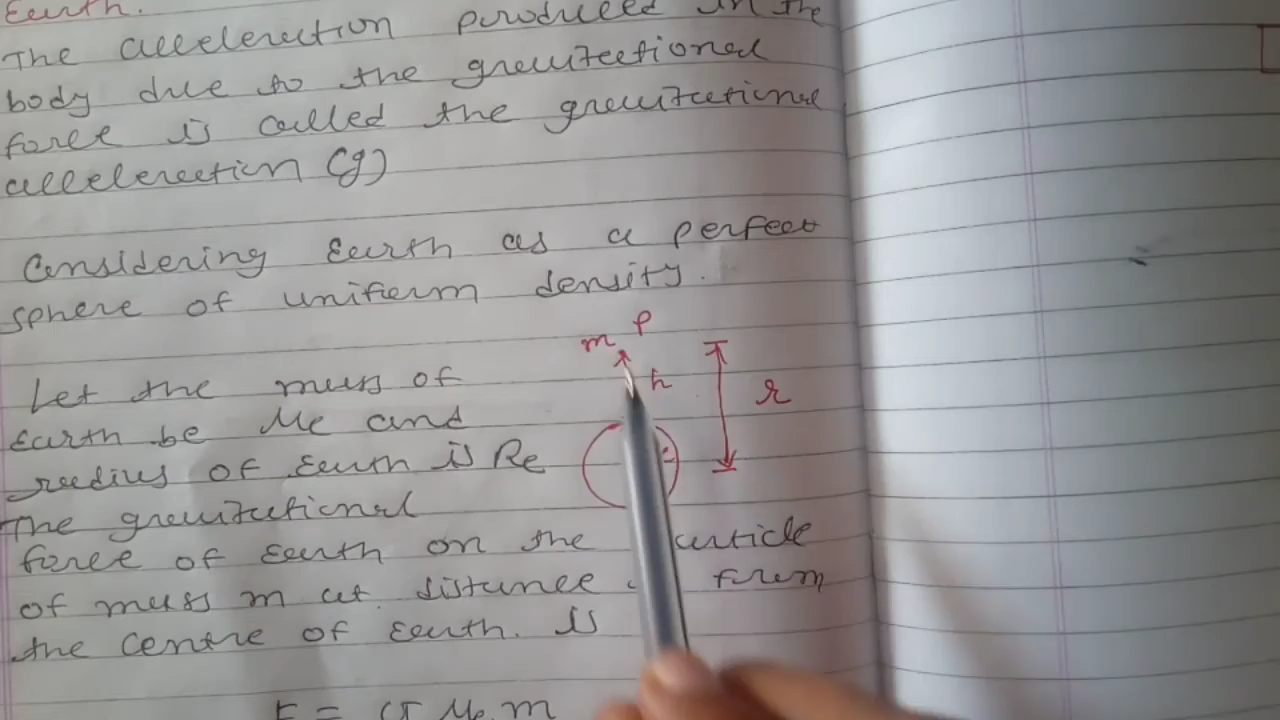 Earth.
The acceleration produced in the
body due to the gravitational
force is called the gravitational
acceleration (g)
Considering Earth as a perfect
sphere of uniform density.
m P
h
r
Let the mass of
Earth be Me and
radius of Earth is Re
The gravitational
force of Earth on the
of mass m at distance from
the centre of Earth. is
F = G Me m